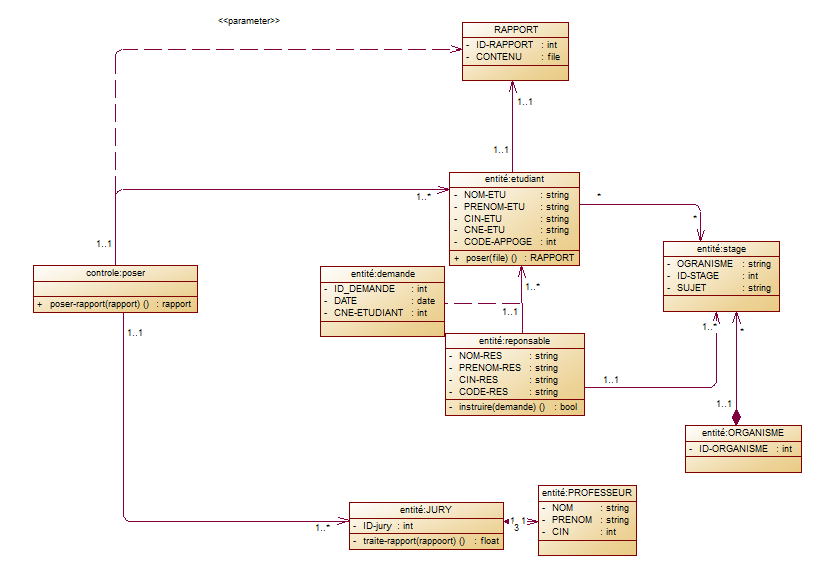 <<parameter>>
RAPPORT
- ID-RAPPORT : int
- CONTENU : file
1..1
1..1
entité:etudiant
- NOM-ETU : string
- PRENOM-ETU : string
- CIN-ETU : string
- CNE-ETU : string
- CODE-APPOGE : int
+ poser(file) () : RAPPORT
1..*
*
*
1..1
controle:poser
+ poser-rapport(rapport) () : rapport
1..1
entité:demande
- ID_DEMANDE : int
- DATE : date
- CNE-ETUDIANT : int
1..*
1..1
entité:stage
- OGRANISME : string
- ID-STAGE : int
- SUJET : string
1..*
*
entité:reponsable
- NOM-RES : string
- PRENOM-RES : string
- CIN-RES : string
- CODE-RES : string
- instruire(demande) () : bool
1..1
1..1
entité:ORGANISME
- ID-ORGANISME : int
entité:JURY
- ID-jury : int
- traite-rapport(rappoort) () : float
1..*
1..1
3
entité:PROFESSEUR
- NOM : string
- PRENOM : string
- CIN : int